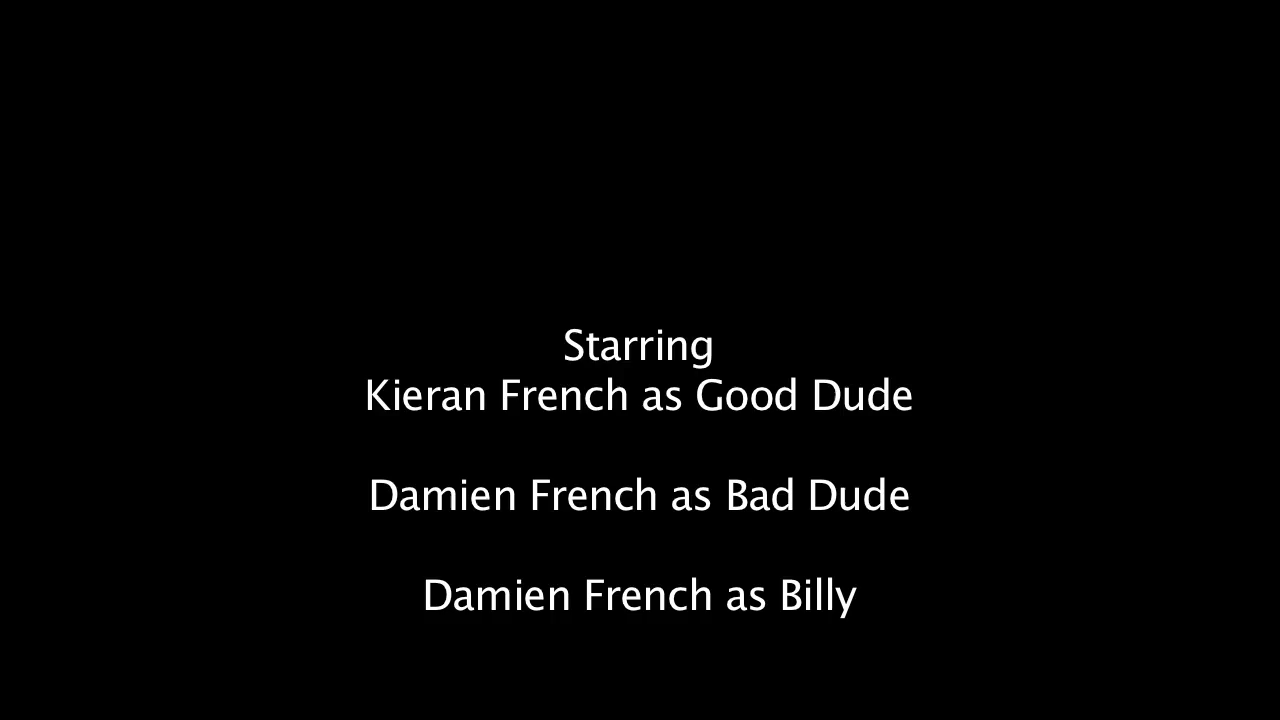 Starring
Kieran French as Good Dude
Damien French as Bad Dude
Damien French as Billy